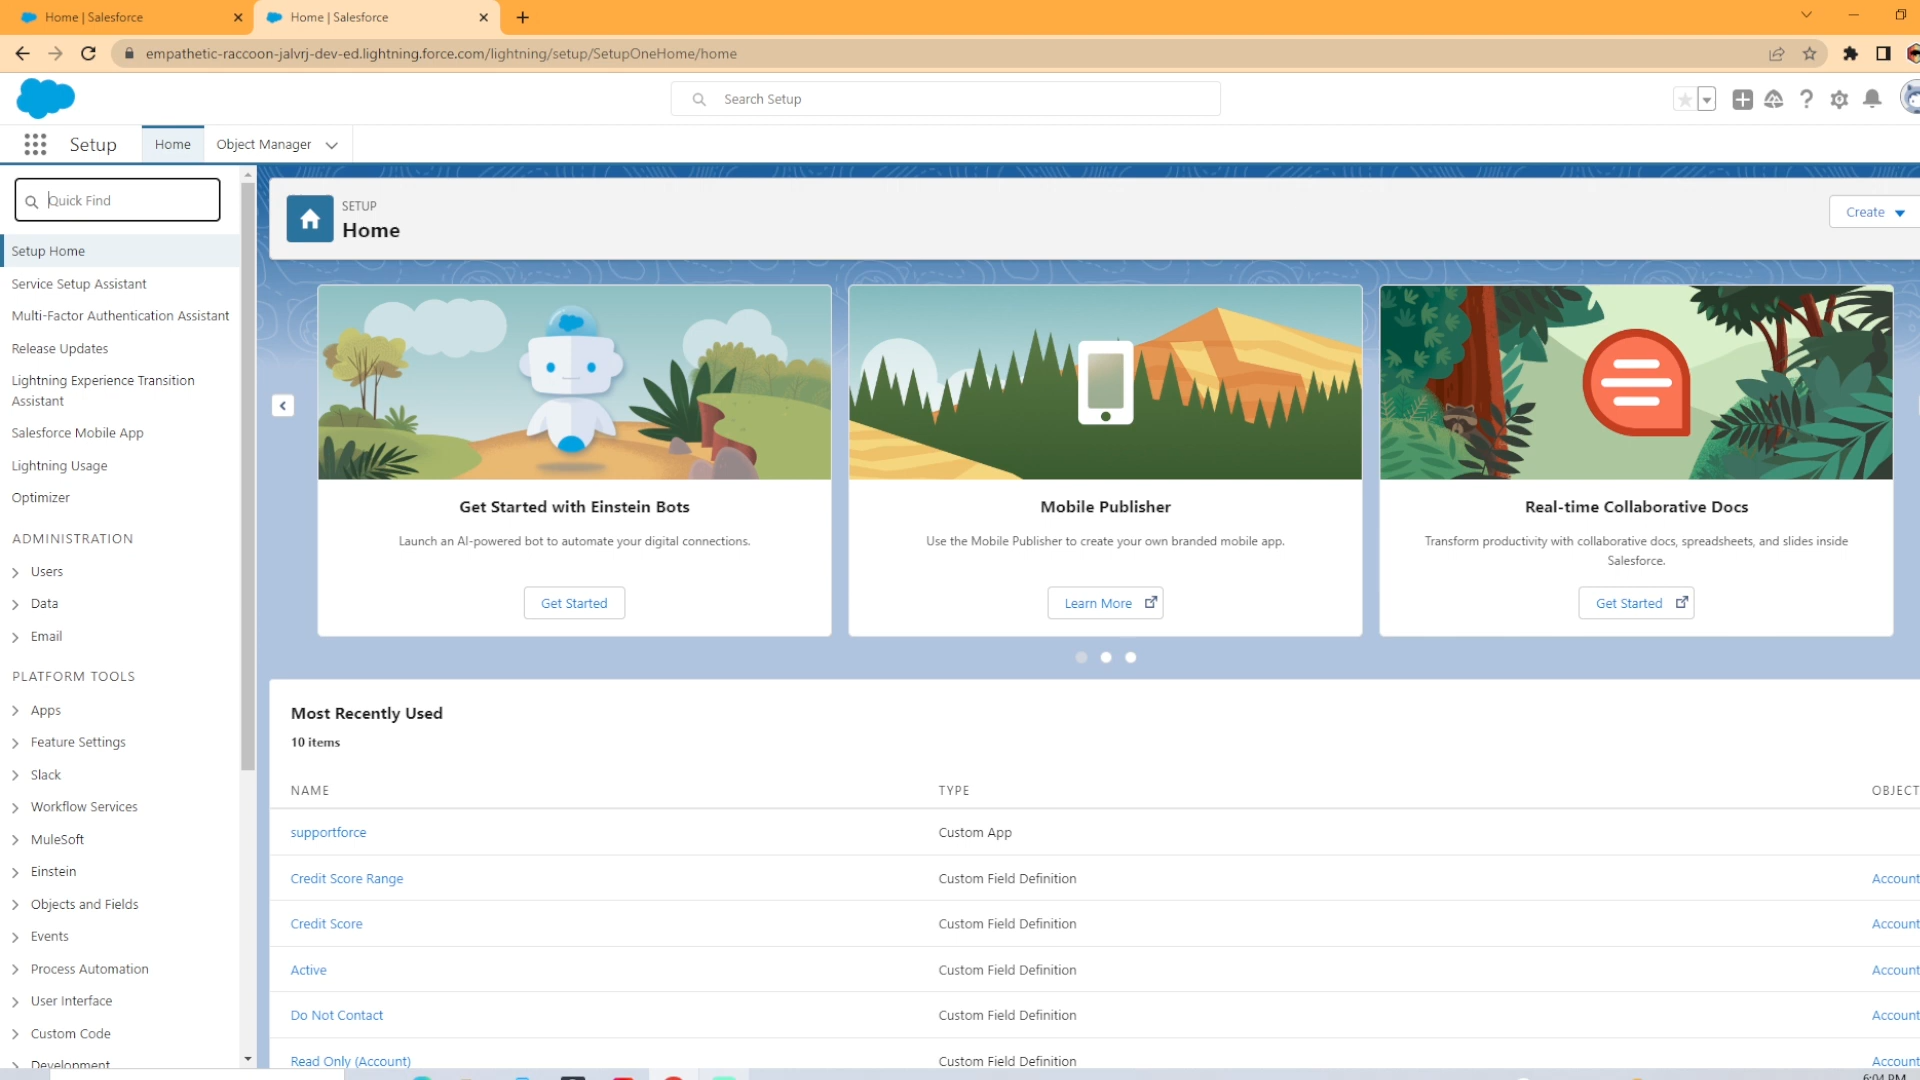 Home | Salesforce
Home | Salesforce
empathetic-raccoon-jalvrj-dev-ed.lightning.force.com/lightning/setup/SetupOneHome/home
Search Setup
Setup
Home
Object Manager
Quick Find
Setup Home
Service Setup Assistant
Multi-Factor Authentication Assistant
Release Updates
Lightning Experience Transition
Assistant
Salesforce Mobile App
Lightning Usage
Optimizer
ADMINISTRATION
Users
Data
Email
PLATFORM TOOLS
Apps
Feature Settings
Slack
Workflow Services
MuleSoft
Einstein
Objects and Fields
Events
Process Automation
User Interface
Custom Code
Development
SETUP
Home
Create
Get Started with Einstein Bots
Launch an AI-powered bot to automate your digital connections.
Get Started
Mobile Publisher
Use the Mobile Publisher to create your own branded mobile app.
Learn More
Real-time Collaborative Docs
Transform productivity with collaborative docs, spreadsheets, and slides inside
Salesforce.
Get Started
Most Recently Used
10 items
NAME TYPE OBJECT
supportforce Custom App
Credit Score Range Custom Field Definition Account
Credit Score Custom Field Definition Account
Active Custom Field Definition Account
Do Not Contact Custom Field Definition Account
Read Only (Account) Custom Field Definition Account
6:04 PM